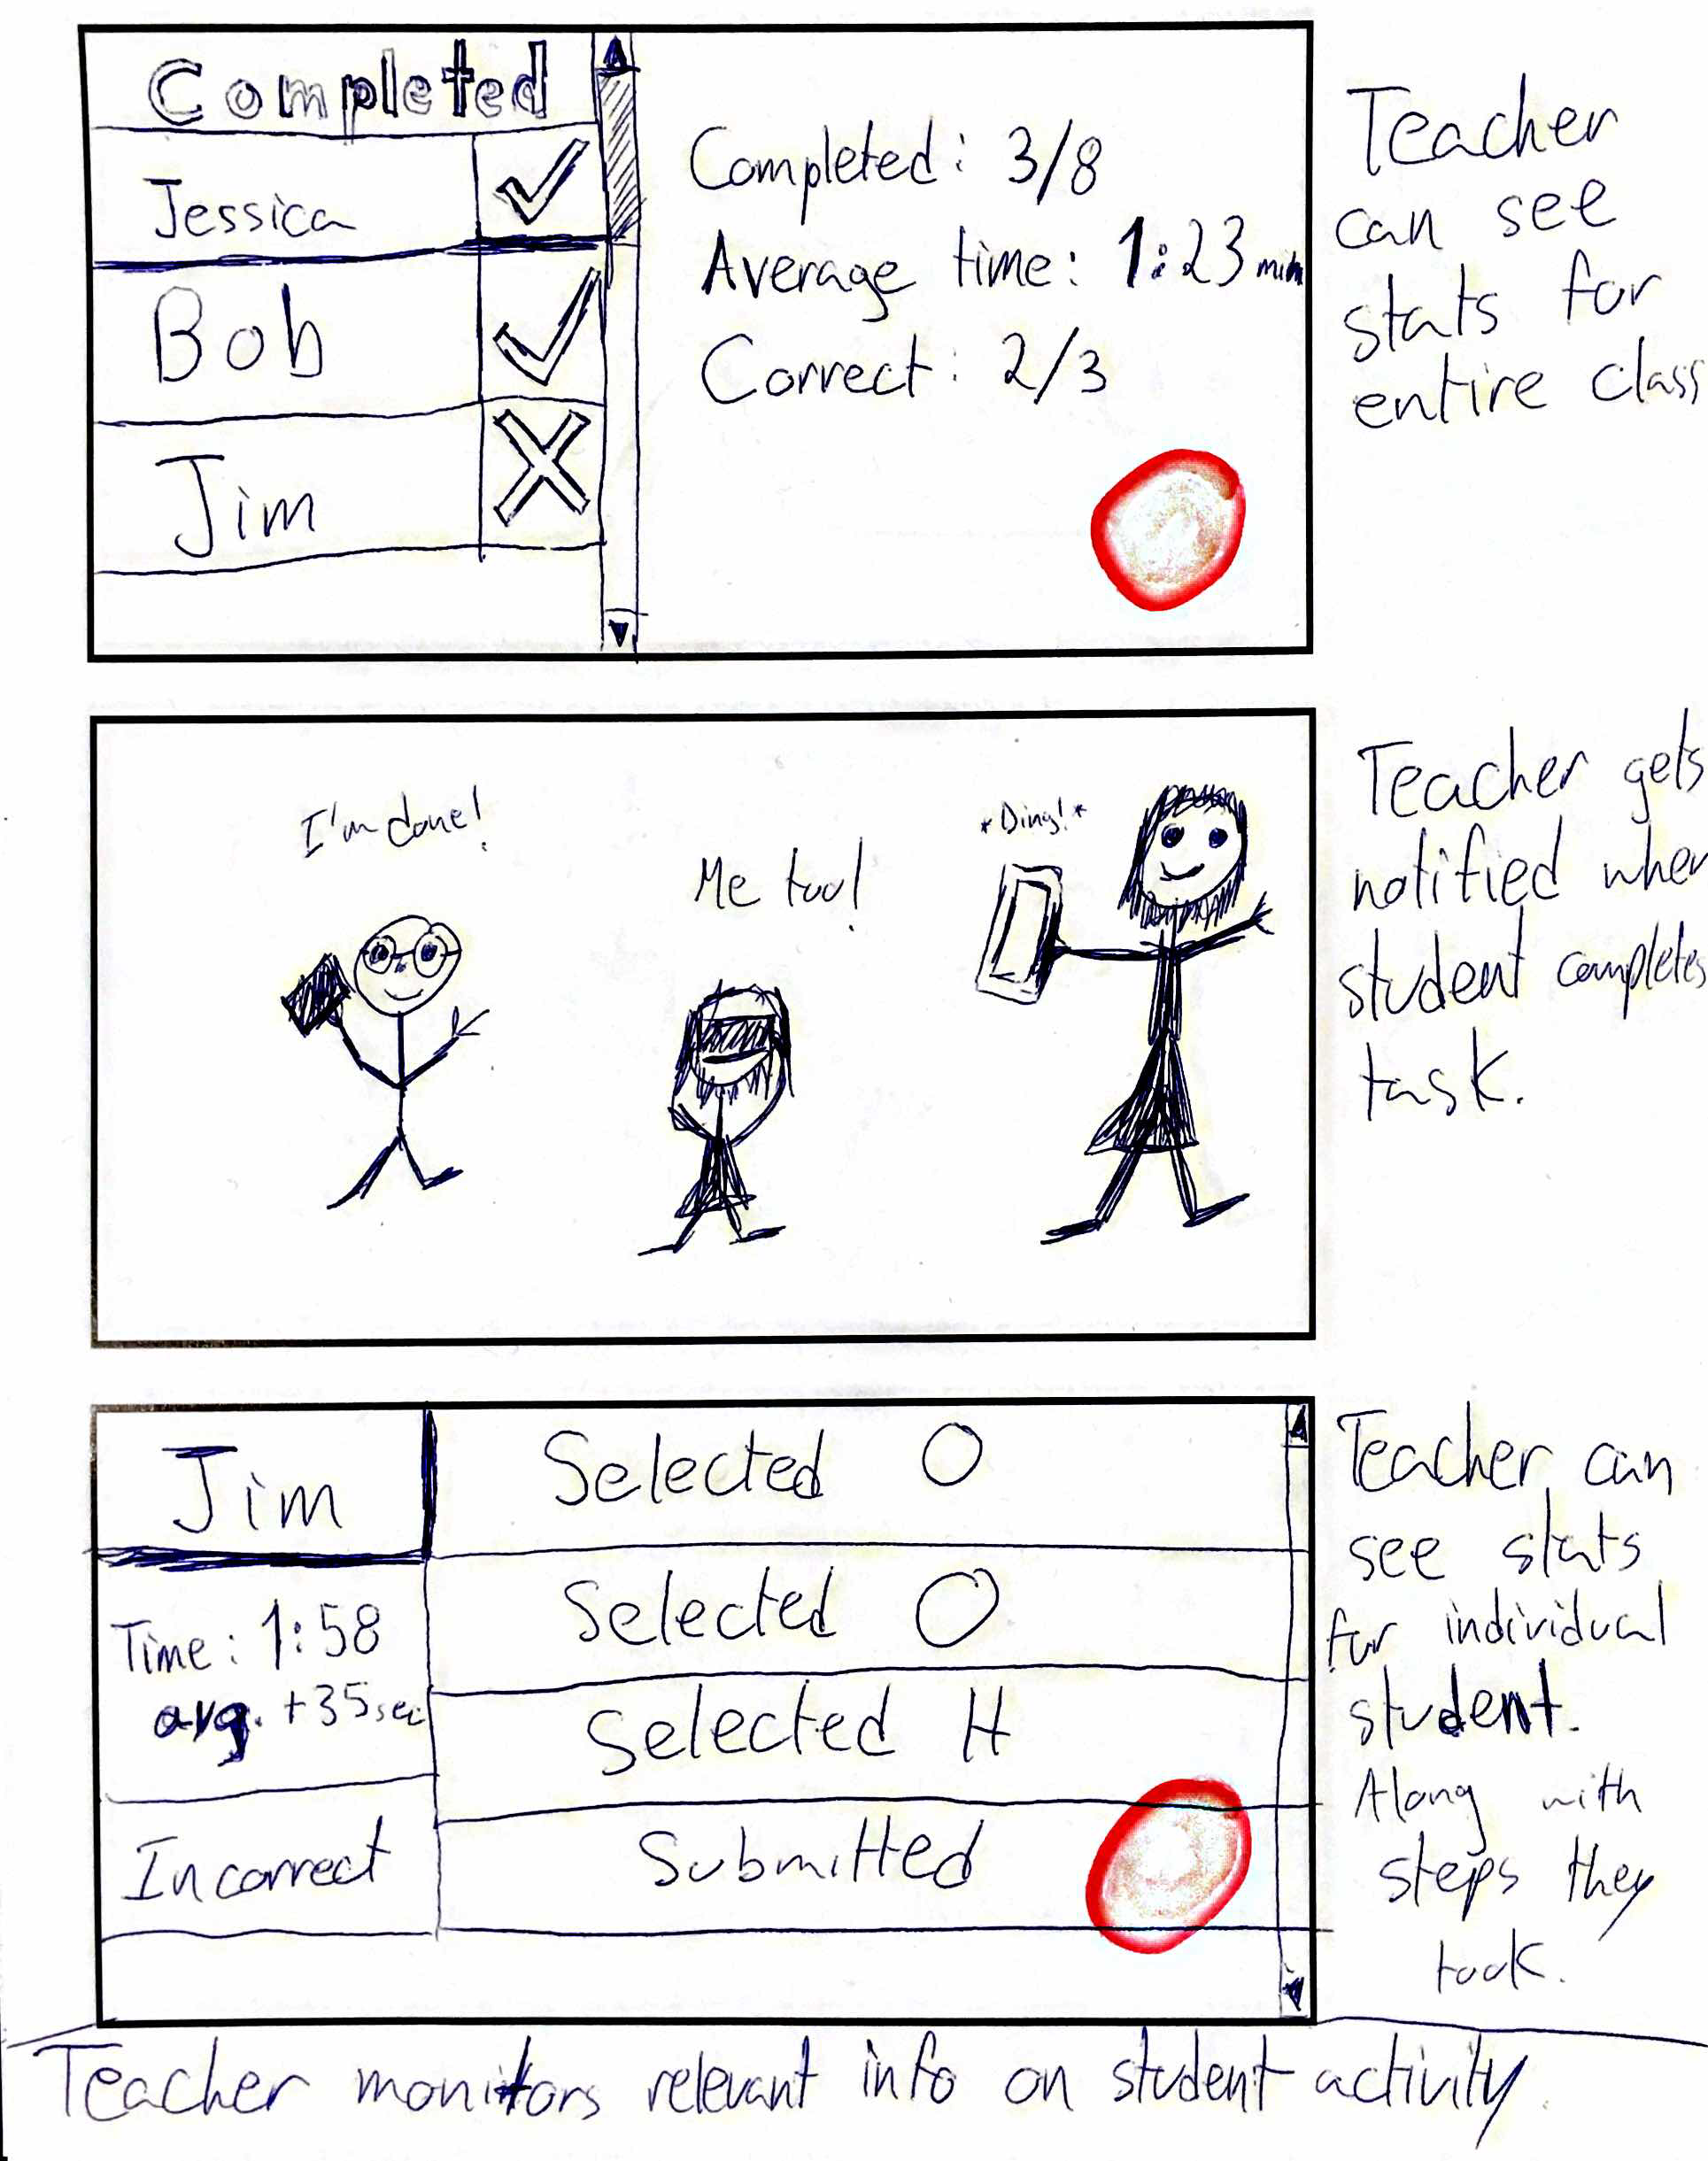 Completed
Jessica
Bob
Jim
Completed: 3/8
Average time: 1:23 min
Correct: 2/3
Teacher
can see
stats for
entire class
I'm done!
Me too!
*Ding!*
Teacher gets
notified when
student completes
task.
Jim
Time: 1:58
avg. +35sec
Incorrect
Selected O
Selected O
Selected H
Submitted
Teacher can
see stats
for individual
student.
Along with
steps they
took.
Teacher monitors relevant info on student activity.